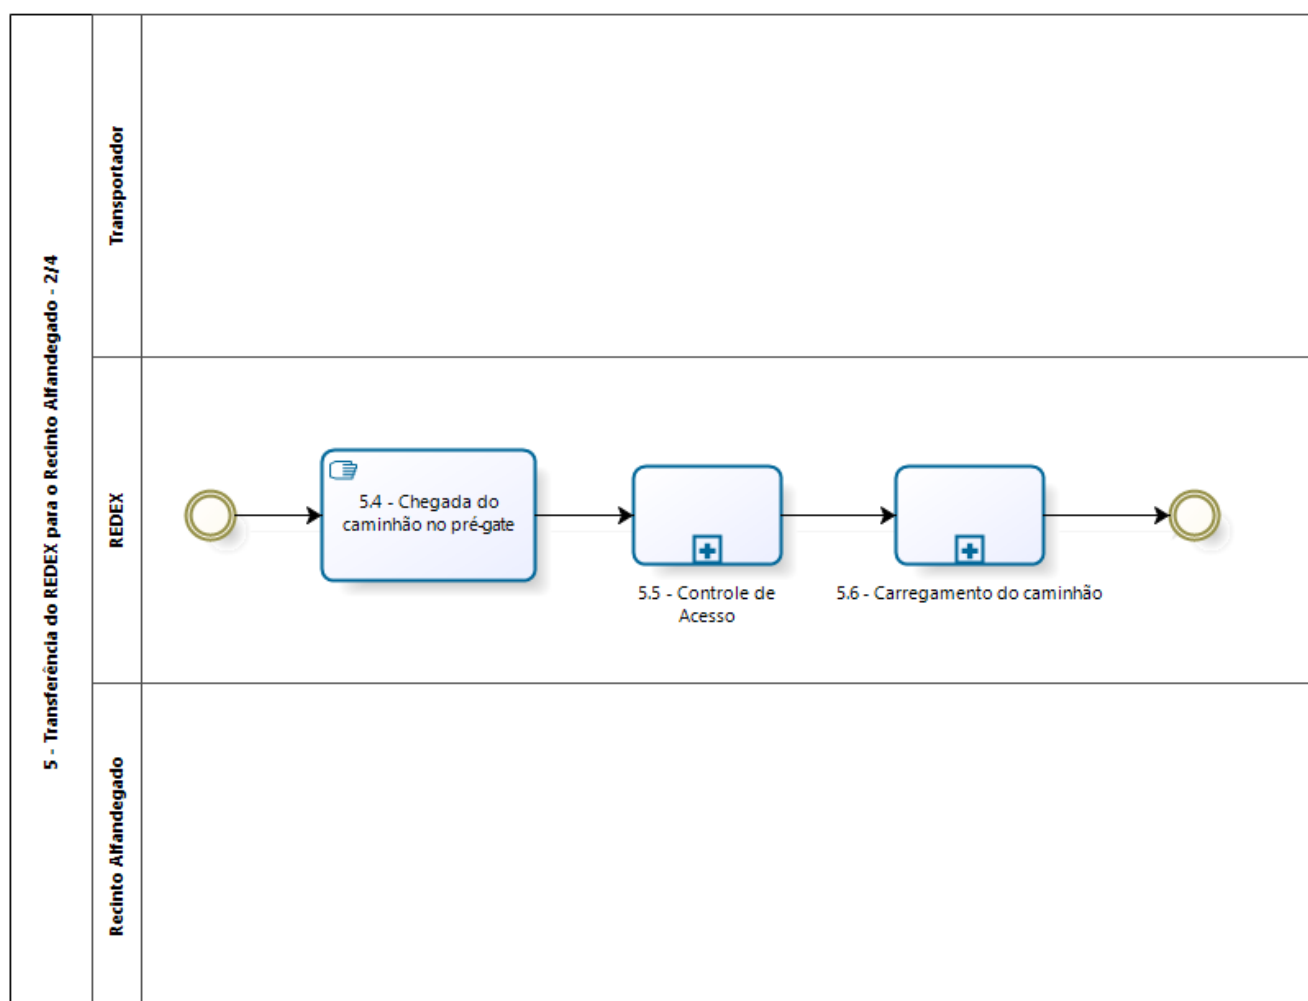 5 - Transferência do REDEX para o Recinto Alfandegado - 2/4
Transportador
REDEX
5.4 - Chegada do
caminhão no pré-gate
5.5 - Controle de
Acesso
5.6 - Carregamento do caminhão
Recinto Alfandegado